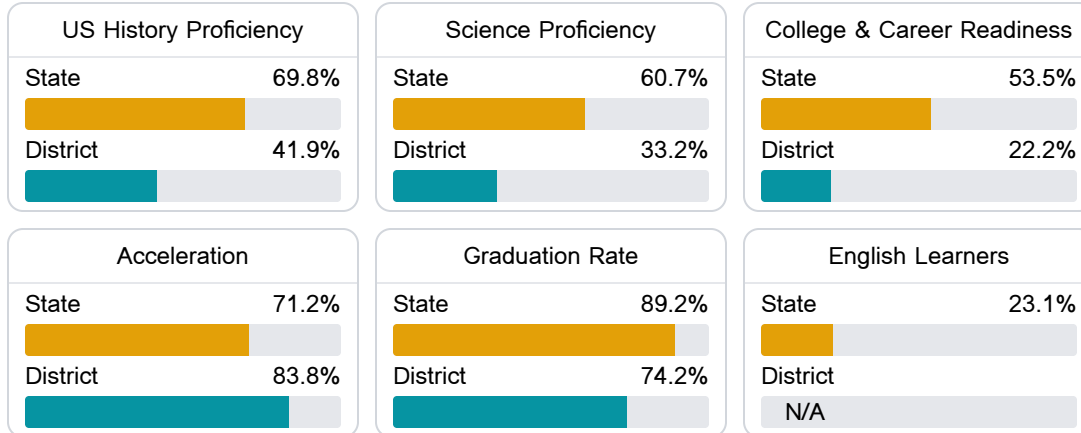 US History Proficiency
State 69.8%
District 41.9%
Science Proficiency
State 60.7%
District 33.2%
College & Career Readiness
State 53.5%
District 22.2%
Acceleration
State 71.2%
District 83.8%
Graduation Rate
State 89.2%
District 74.2%
English Learners
State 23.1%
District
N/A